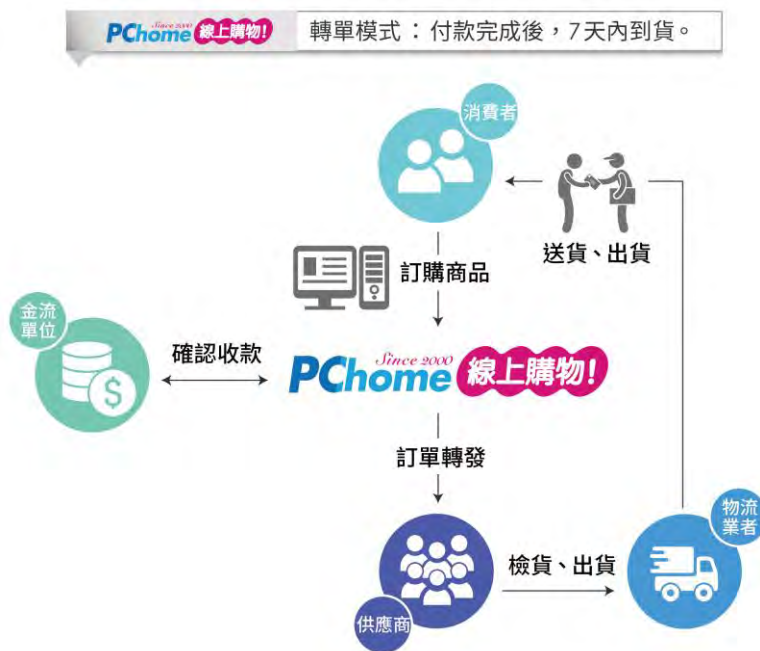 Since 2000
PChome 線上購物!
轉單模式：付款完成後，7天內到貨。
消費者
送貨、出貨
訂購商品
金流
單位
確認收款
$
Since 2000
PChome 線上購物!
訂單轉發
物流
業者
檢貨、出貨
供應商